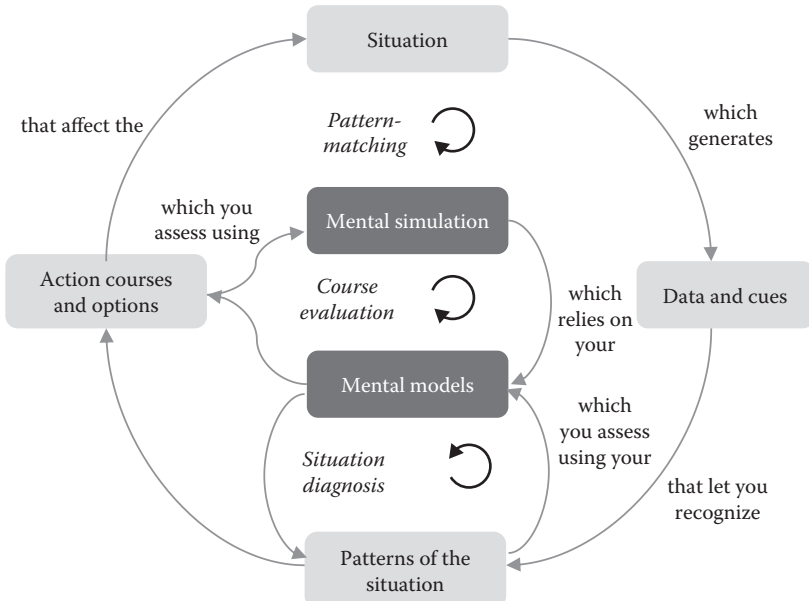 Situation
that affect the
Pattern-
matching
which
generates
which you
assess using
Mental simulation
Action courses
and options
Course
evaluation
which
relies on
your
Data and cues
Mental models
which
you assess
using your
Situation
diagnosis
that let you
recognize
Patterns of the
situation